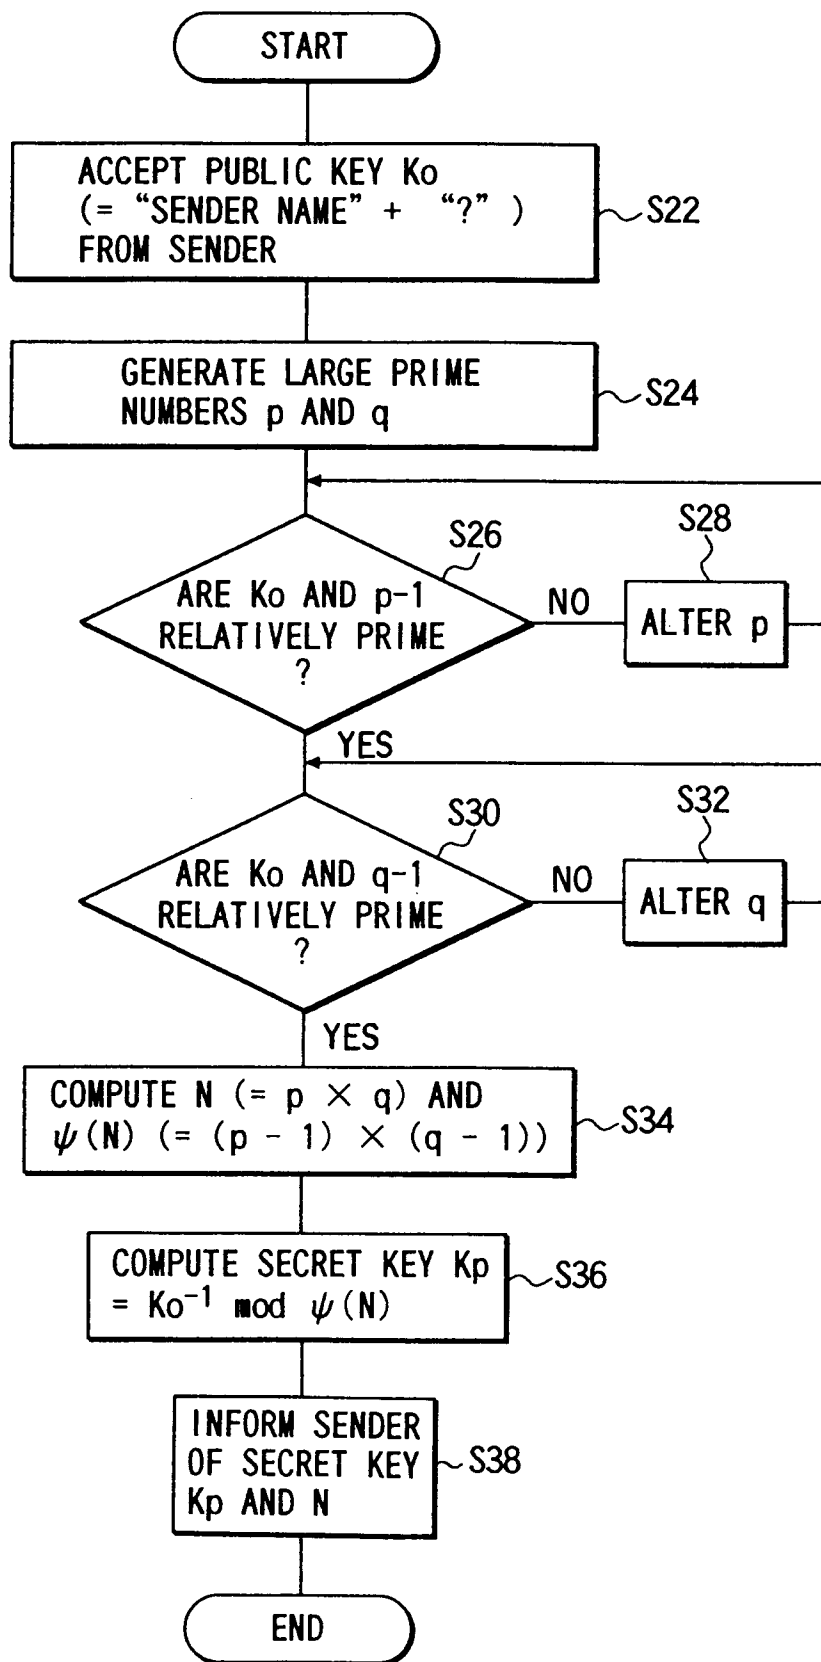 START
ACCEPT PUBLIC KEY Ko
(= “SENDER NAME” + “?” )
FROM SENDER
S22
GENERATE LARGE PRIME
NUMBERS p AND q
S24
S26
ARE Ko AND p-1
RELATIVELY PRIME
?
NO
S28
ALTER p
YES
S30
ARE Ko AND q-1
RELATIVELY PRIME
?
NO
S32
ALTER q
YES
COMPUTE N (= p × q) AND
ψ(N) (= (p - 1) × (q - 1))
S34
COMPUTE SECRET KEY Kp
= Ko⁻¹ mod ψ(N)
S36
INFORM SENDER
OF SECRET KEY
Kp AND N
S38
END